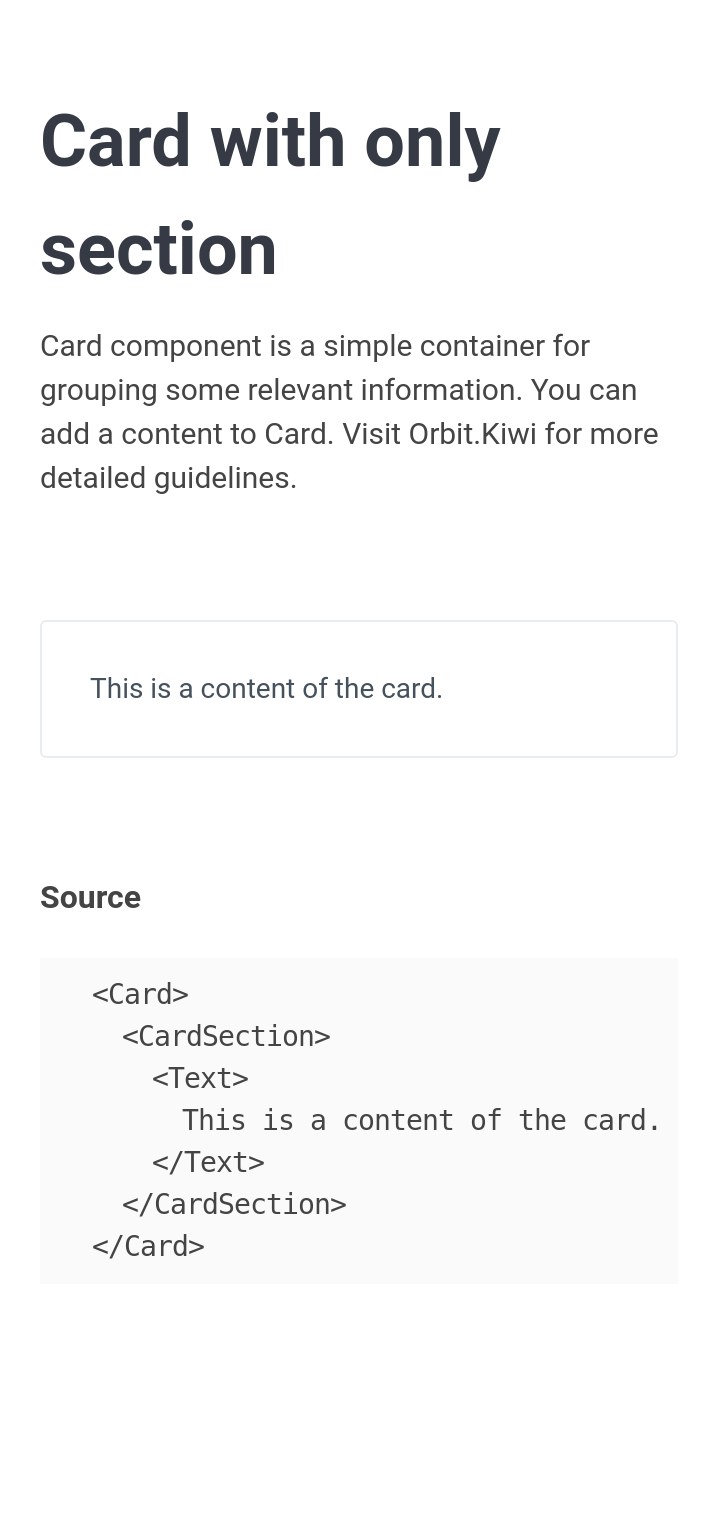 Card with only
section
Card component is a simple container for
grouping some relevant information. You can
add a content to Card. Visit Orbit.Kiwi for more
detailed guidelines.
This is a content of the card.
Source
<Card>
<CardSection>
<Text>
This is a content of the card.
</Text>
</CardSection>
</Card>